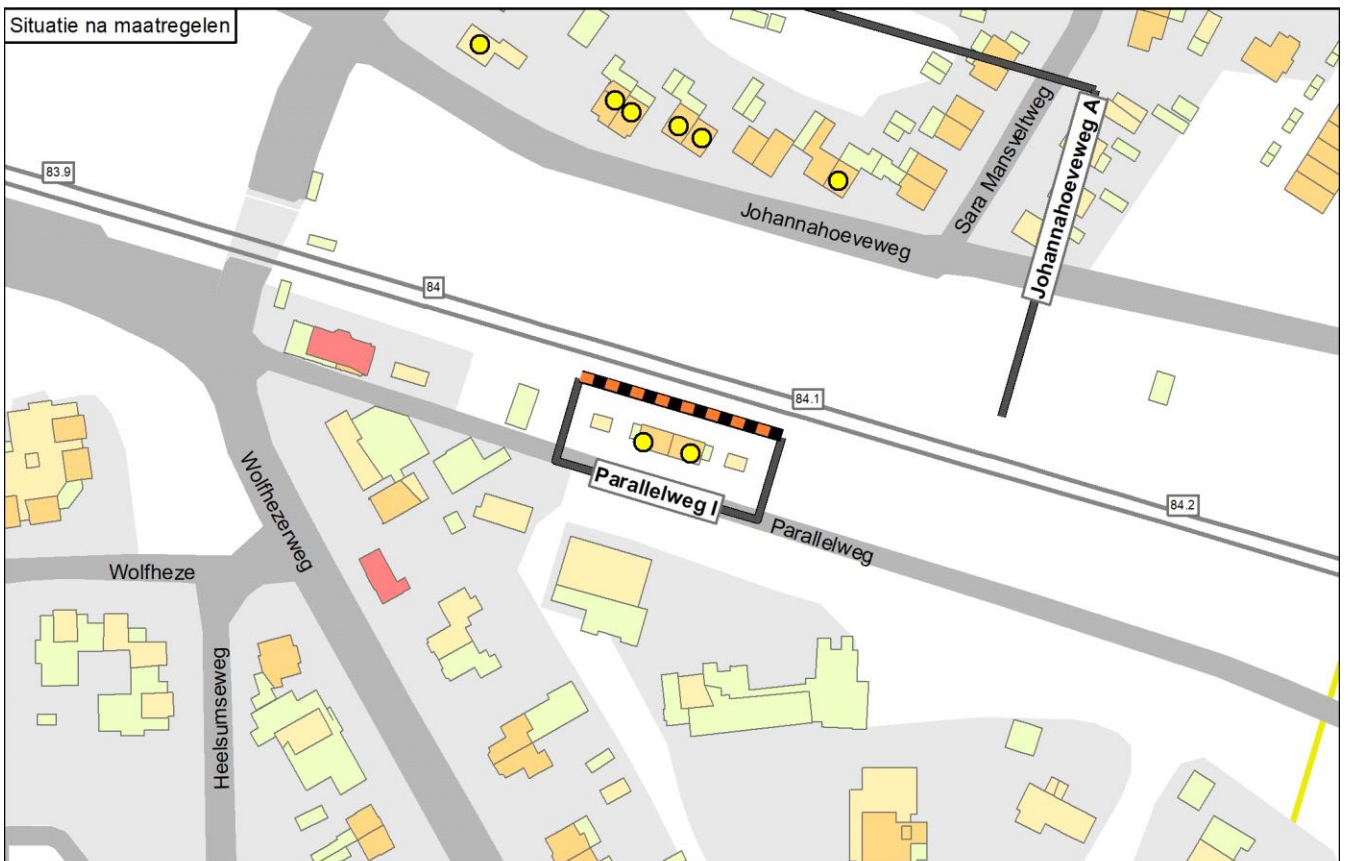 Situatie na maatregelen
83.9
84
84.1
84.2
Johannahoeveweg
Sara Mansveltweg
Johannahoeveweg A
Parallelweg I
Parallelweg
Wolfhezerweg
Wolfheze
Heelsumseweg